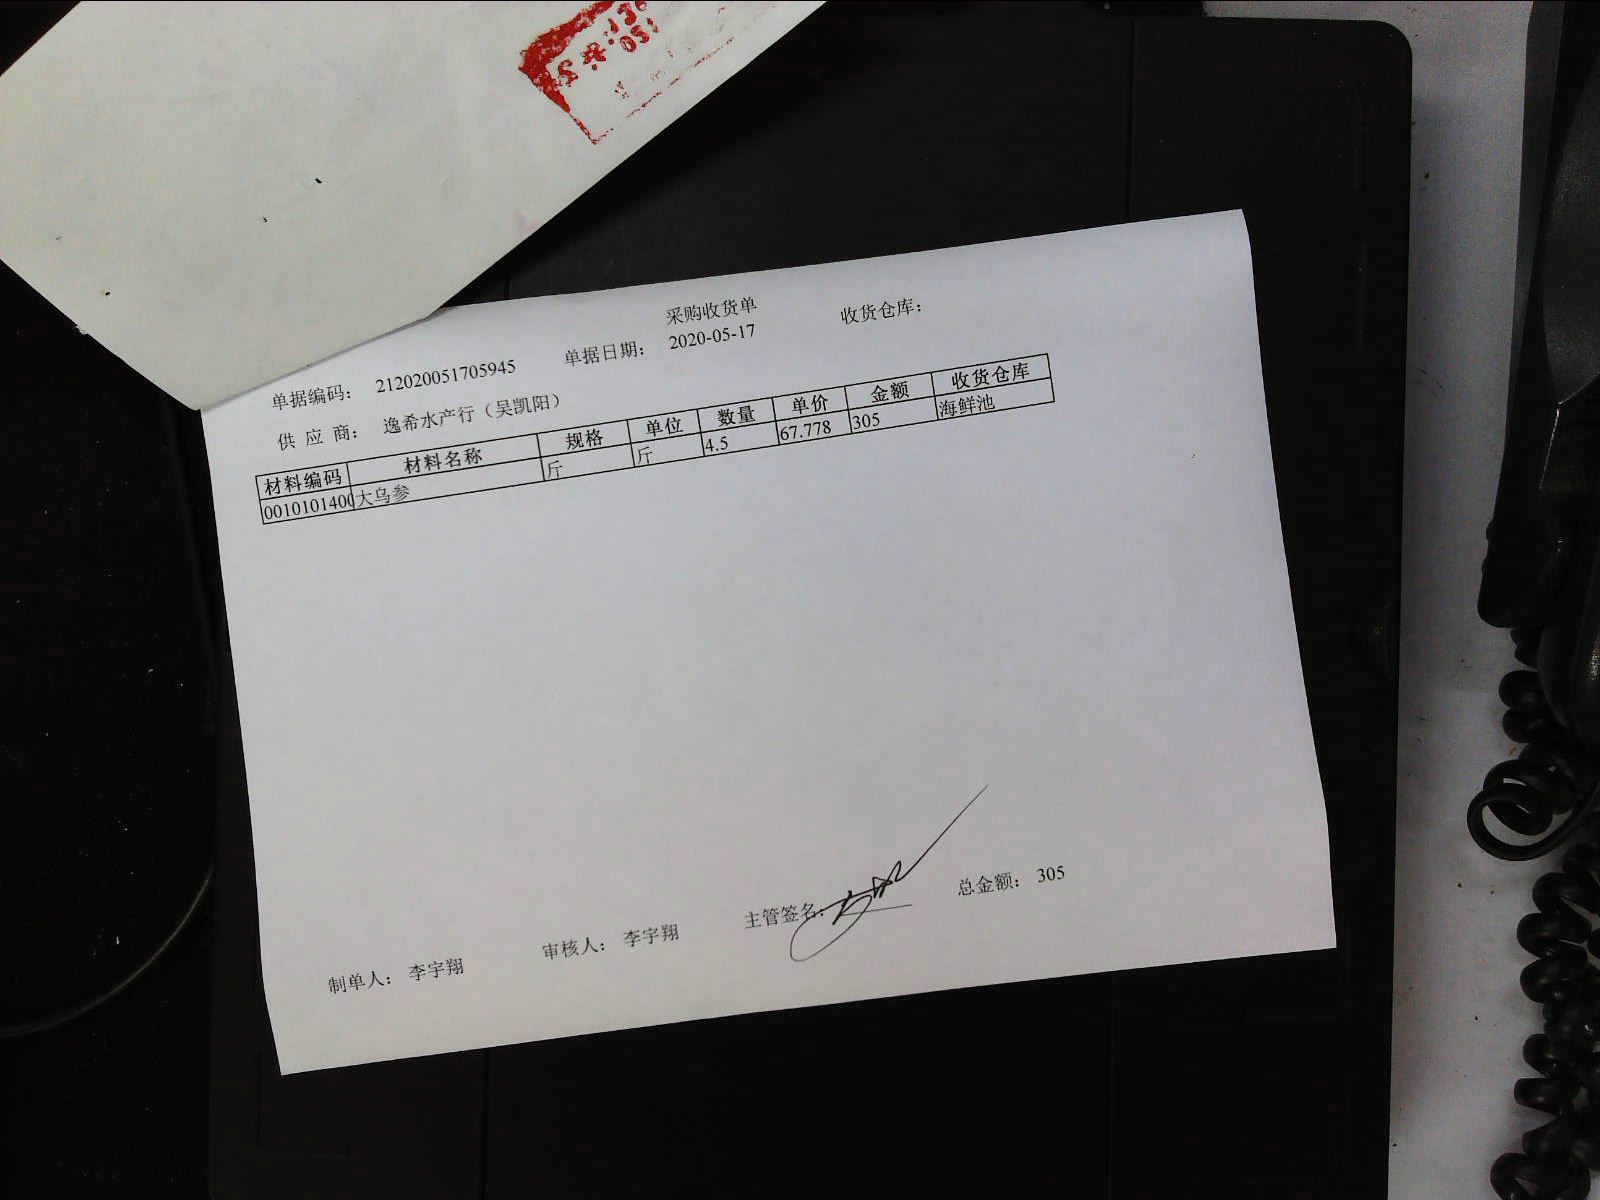 采购收货单
单据编码: 212020051705945 单据日期: 2020-05-17 收货仓库:
供 应 商: 逸希水产行（吴凯阳）
材料编码 材料名称 规格 单位 数量 单价 金额 收货仓库
0010101400 大乌参 斤 斤 4.5 67.778 305 海鲜池
制单人: 李宇翔 审核人: 李宇翔 主管签名: 总金额: 305